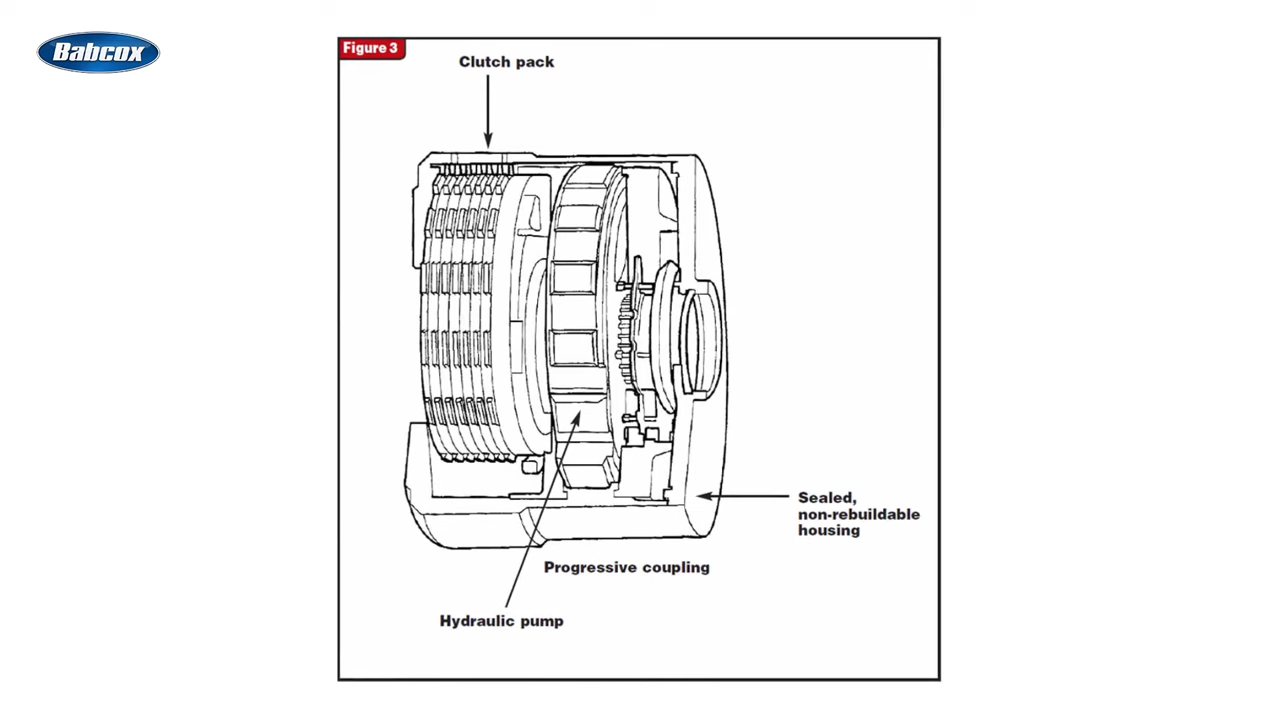 Babcox
Figure 3
Clutch pack
Sealed,
non-rebuildable
housing
Progressive coupling
Hydraulic pump